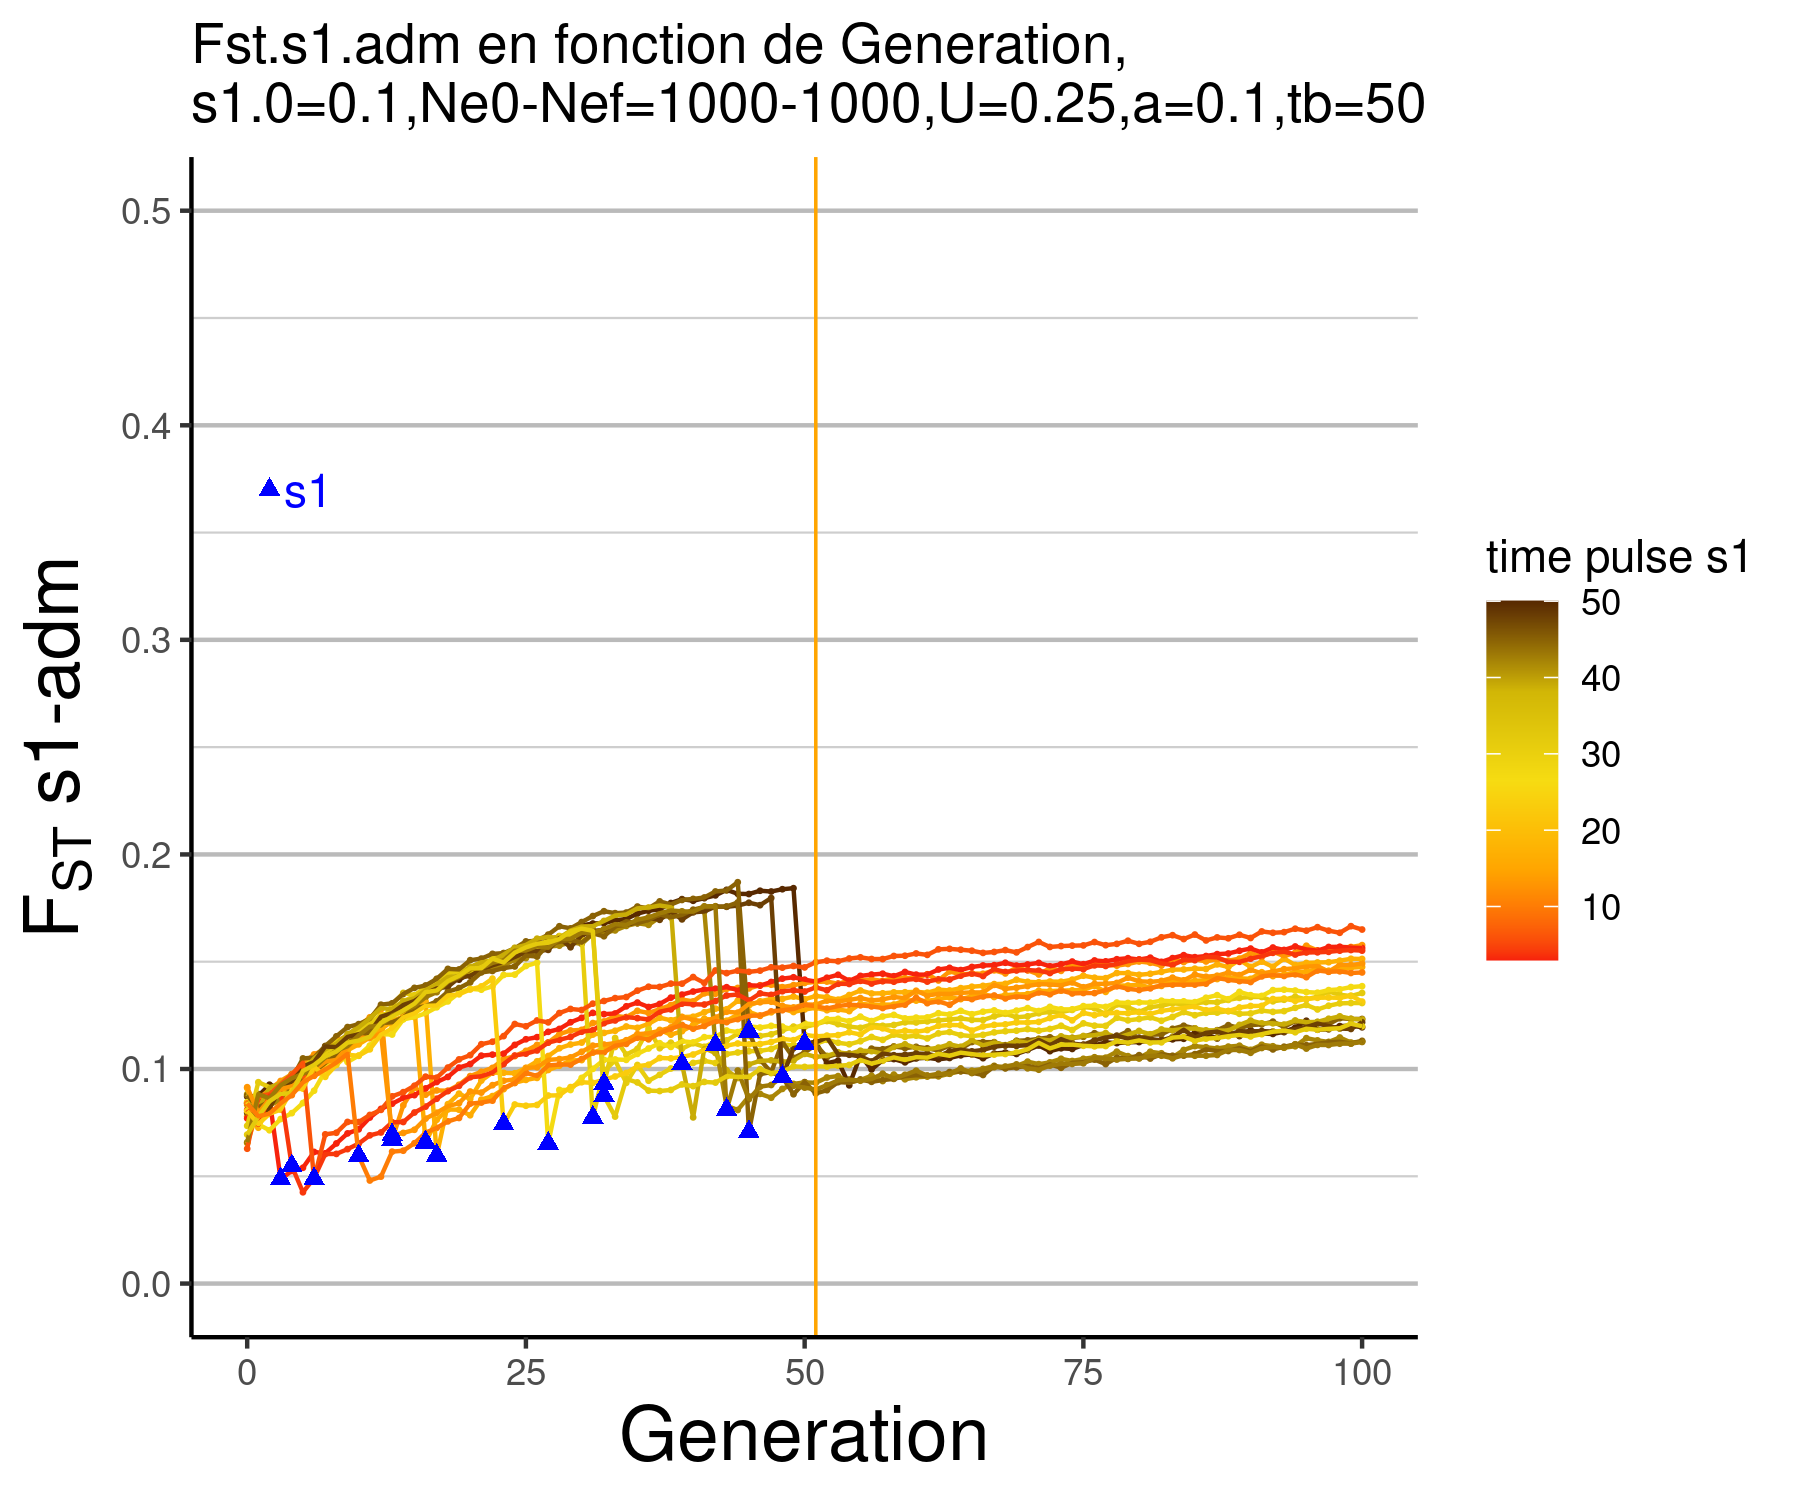 Fst.s1.adm en fonction de Generation,
s1.0=0.1,Ne0-Nef=1000-1000,U=0.25,a=0.1,tb=50
0.5
0.4
s1
0.3
0.2
0.1
0.0
FST s1-adm
0 25 50 75 100
Generation
time pulse s1
50
40
30
20
10